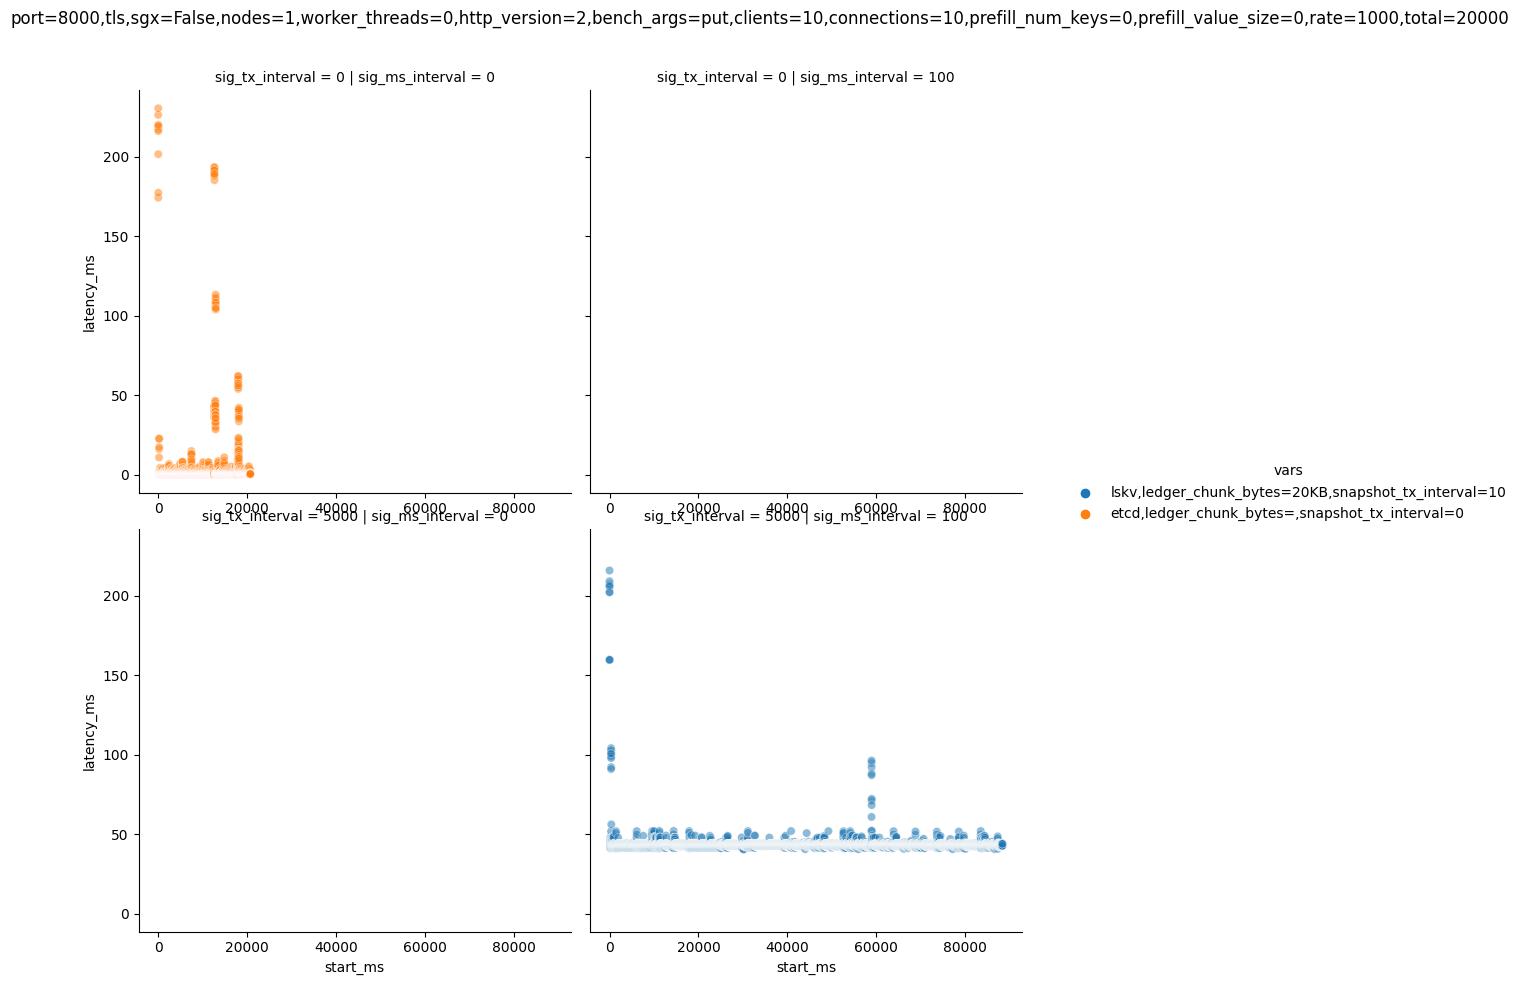 port=8000,tls,sgx=False,nodes=1,worker_threads=0,http_version=2,bench_args=put,clients=10,connections=10,prefill_num_keys=0,prefill_value_size=0,rate=1000,total=20000
sig_tx_interval = 0 | sig_ms_interval = 0
sig_tx_interval = 0 | sig_ms_interval = 100
200
150
100
50
0
latency_ms
0 20000 40000 60000 80000
0 20000 40000 60000 80000
vars
lskv,ledger_chunk_bytes=20KB,snapshot_tx_interval=10
etcd,ledger_chunk_bytes=,snapshot_tx_interval=0
sig_tx_interval = 5000 | sig_ms_interval = 0
sig_tx_interval = 5000 | sig_ms_interval = 100
200
150
100
50
0
latency_ms
0 20000 40000 60000 80000
0 20000 40000 60000 80000
start_ms
start_ms